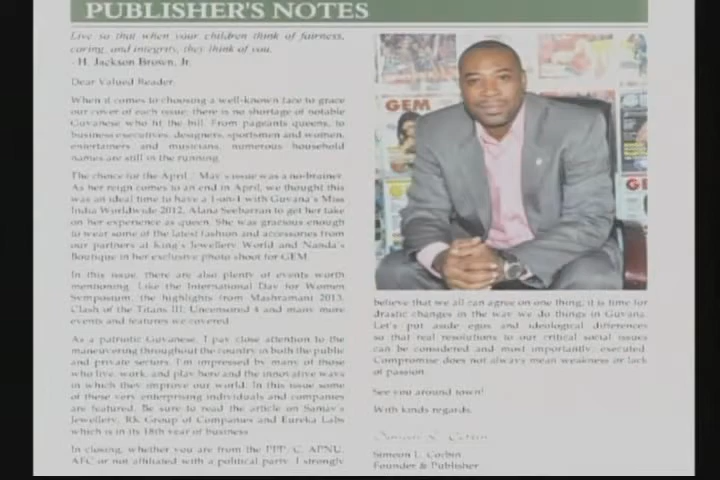 PUBLISHER'S NOTES
Live so that when your children think of fairness,
caring, and integrity, they think of you.
-H. Jackson Brown, Jr.
Dear Valued Reader,
When it comes to choosing a well-known face to grace
our cover of each issue, there is no shortage of notable
Guyanese who fit the bill. From pageants queens, to
business executives, designers, sportsmen and women,
entertainers and musicians, numerous household
names are still in the running.
The choice for the April - May's issue was a no-brainer.
As her reign comes to an end in April, we thought this
was an ideal time to have a 1-on-1 with Guyana's Miss
India Worldwide 2012, Alana Seebarran to get her take
on her experience as queen. She was gracious enough
to wear some of the latest fashion and accessories from
our partners at King's Jewellery World and Nanda's
Boutique in her exclusive photo shoot for GEM.
In this issue, there are also plenty of events worth
mentioning. Like the International Day for Women
Symposium, the highlights from Mashramani 2013,
Clash of the Titans III, Uncensored 4 and many more
events and features we covered.
As a patriotic Guyanese, I pay close attention to the
maneuvering throughout the country in both the public
and private sectors. I'm impressed by many of those
who live, work, and play here and the innovative ways
in which they improve our world. In this issue some
of these very enterprising individuals and companies
are featured. Be sure to read the article on Samay's
Jewellery, RK Group of Companies and Eureka Labs
which is in its 18th year of business.
In closing, whether you are from the PPP/C, APNU,
AFC or not affiliated with a political party, I strongly
GEM
G
believe that we all can agree on one thing, it is time for
drastic changes in the way we do things in Guyana.
Let's put aside egos and ideological differences
so that real resolutions to our critical social issues
can be considered and most importantly, executed.
Compromise does not always mean weakness or lack
of passion.
See you around town!
With kinds regards,
Simeon L. Corbin
Simeon L. Corbin
Founder & Publisher